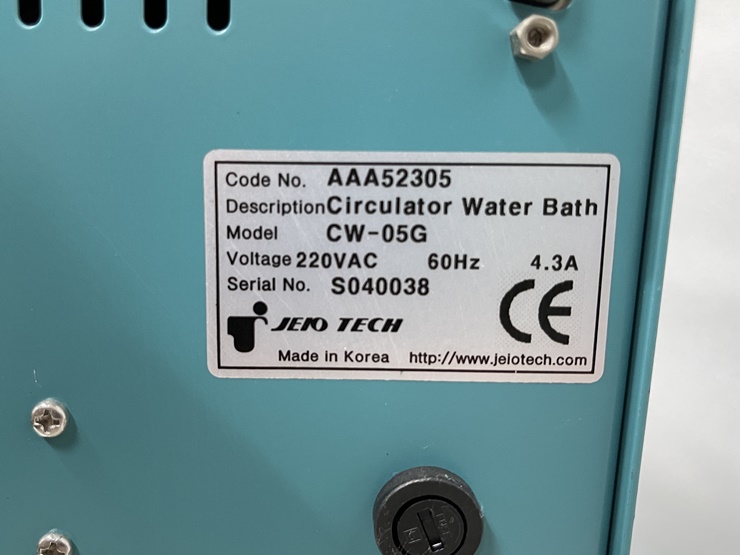 Code No. AAA52305
Description Circulator Water Bath
Model CW-05G
Voltage 220VAC 60Hz 4.3A
Serial No. S040038
CE
JEIO TECH
Made in Korea http://www.jeiotech.com